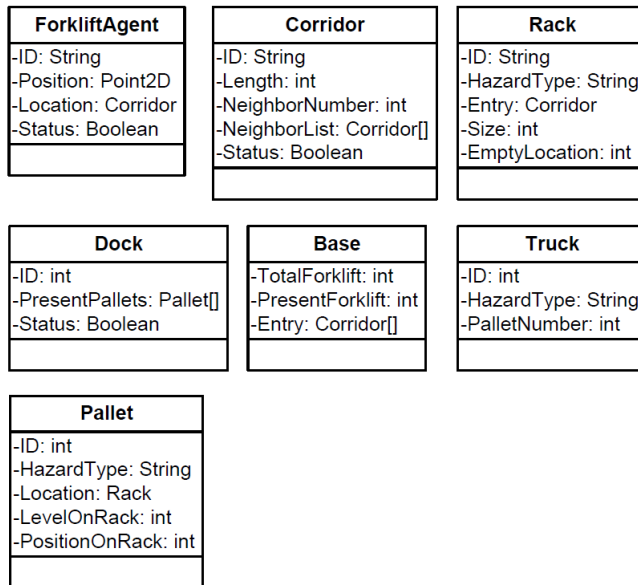 ForkliftAgent
-ID: String
-Position: Point2D
-Location: Corridor
-Status: Boolean
Corridor
-ID: String
-Length: int
-NeighborNumber: int
-NeighborList: Corridor[]
-Status: Boolean
Rack
-ID: String
-HazardType: String
-Entry: Corridor
-Size: int
-EmptyLocation: int
Dock
-ID: int
-PresentPallets: Pallet[]
-Status: Boolean
Base
-TotalForklift: int
-PresentForklift: int
-Entry: Corridor[]
Truck
-ID: int
-HazardType: String
-PalletNumber: int
Pallet
-ID: int
-HazardType: String
-Location: Rack
-LevelOnRack: int
-PositionOnRack: int